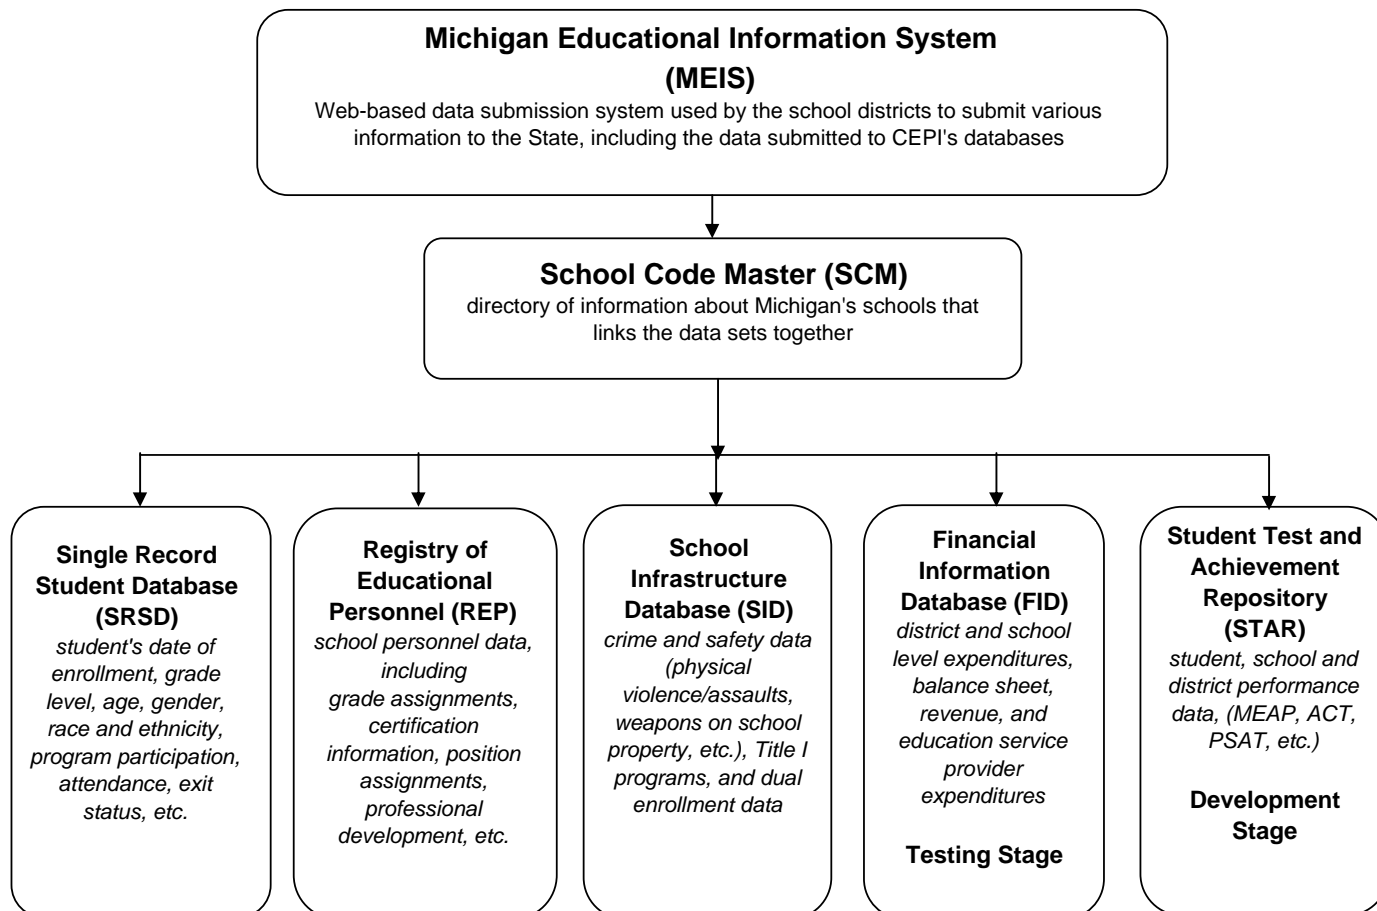 Michigan Educational Information System
(MEIS)
Web-based data submission system used by the school districts to submit various
information to the State, including the data submitted to CEPI's databases
School Code Master (SCM)
directory of information about Michigan's schools that
links the data sets together
Single Record
Student Database
(SRSD)
student's date of
enrollment, grade
level, age, gender,
race and ethnicity,
program participation,
attendance, exit
status, etc.
Registry of
Educational
Personnel (REP)
school personnel data,
including
grade assignments,
certification
information, position
assignments,
professional
development, etc.
School
Infrastructure
Database (SID)
crime and safety data
(physical
violence/assaults,
weapons on school
property, etc.), Title I
programs, and dual
enrollment data
Financial
Information
Database (FID)
district and school
level expenditures,
balance sheet,
revenue, and
education service
provider
expenditures
Testing Stage
Student Test and
Achievement
Repository
(STAR)
student, school and
district performance
data, (MEAP, ACT,
PSAT, etc.)
Development
Stage